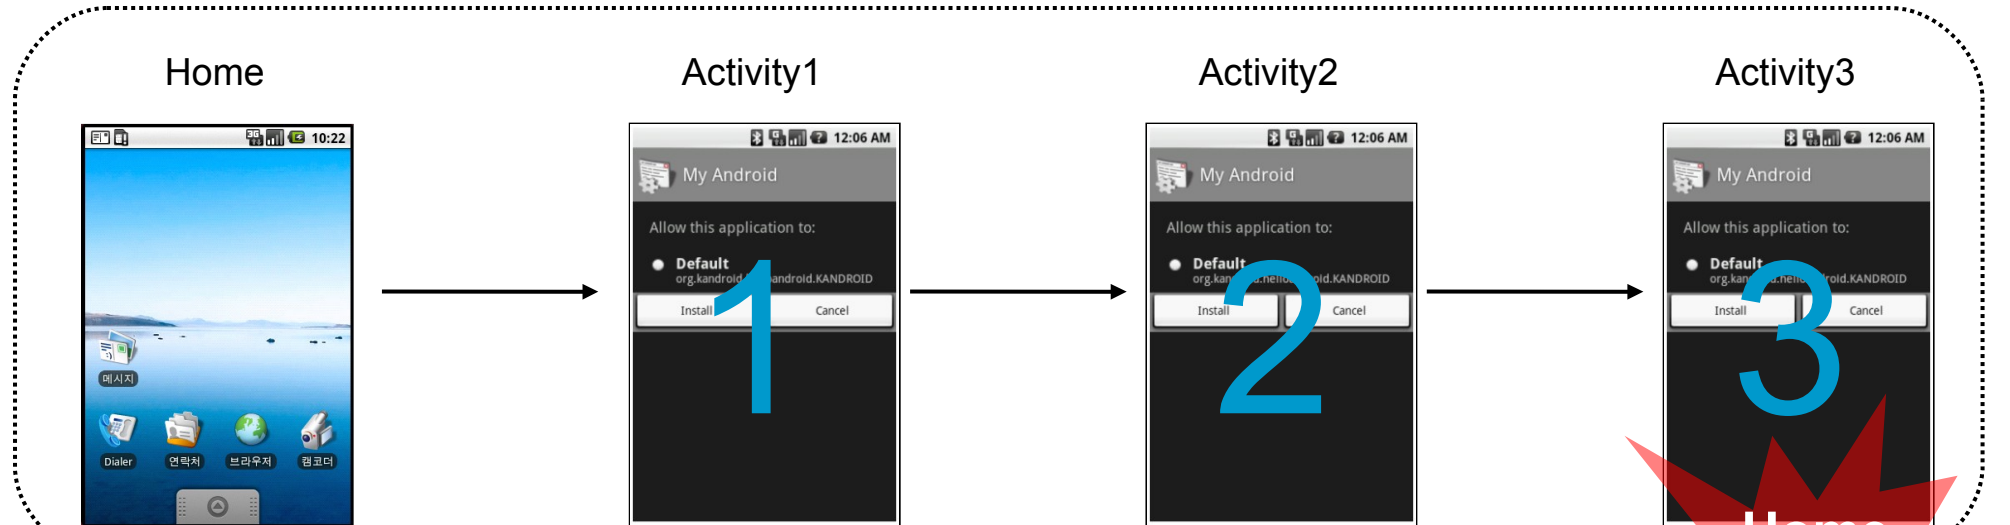 Home
Activity1
Activity2
Activity3
3G
10:22
메시지
Dialer
연락처
브라우저
캠코더
G
12:06 AM
My Android
Allow this application to:
Default
Install
Cancel
1
G
12:06 AM
My Android
Allow this application to:
Default
Install
Cancel
2
G
12:06 AM
My Android
Allow this application to:
Default
Install
Cancel
3
Home